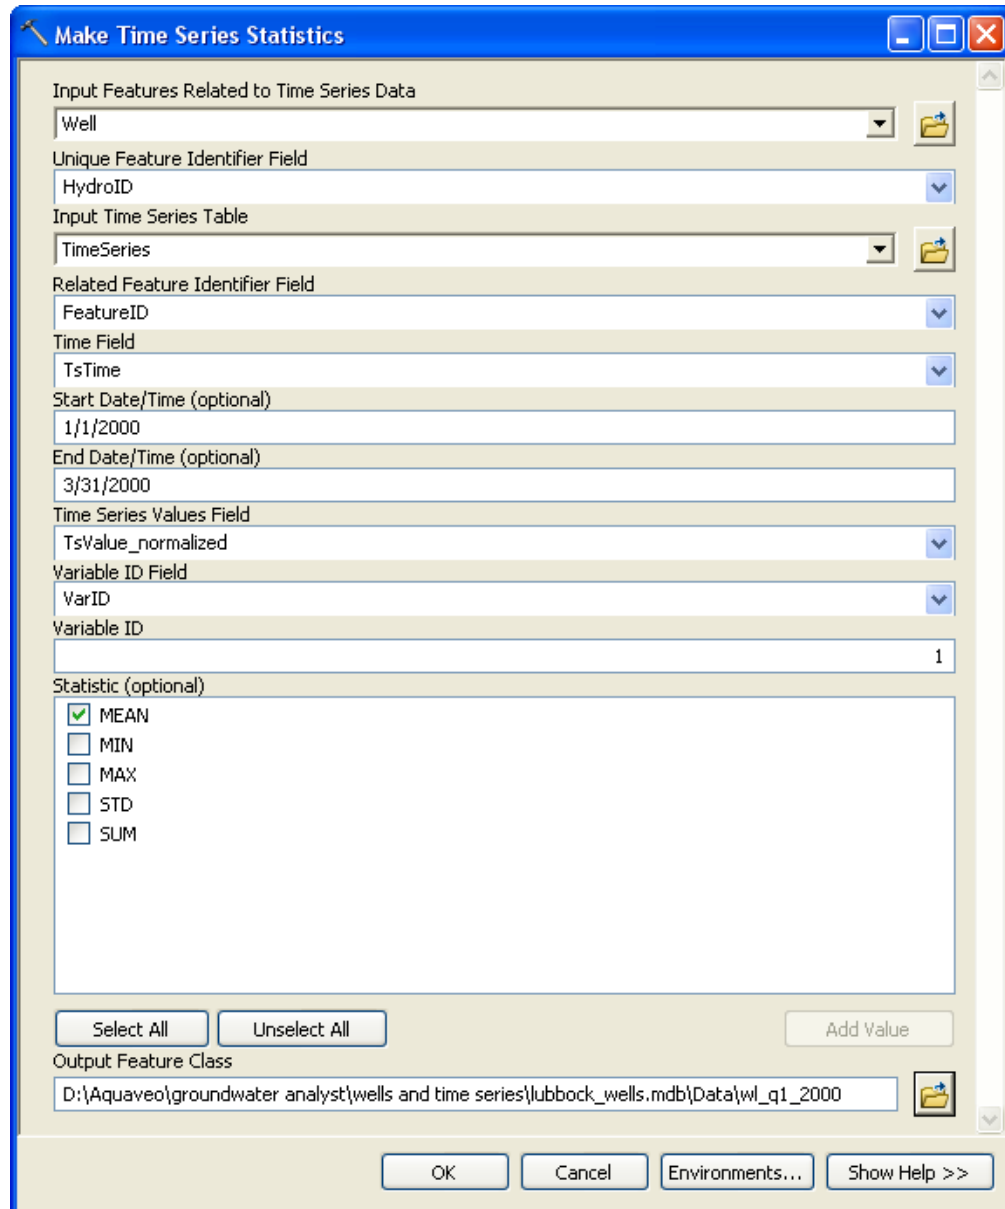 Make Time Series Statistics
Input Features Related to Time Series Data
Well
Unique Feature Identifier Field
HydroID
Input Time Series Table
TimeSeries
Related Feature Identifier Field
FeatureID
Time Field
TsTime
Start Date/Time (optional)
1/1/2000
End Date/Time (optional)
3/31/2000
Time Series Values Field
TsValue_normalized
Variable ID Field
VarID
Variable ID
1
Statistic (optional)
MEAN
MIN
MAX
STD
SUM
Select All Unselect All Add Value
Output Feature Class
D:\Aquaveo\groundwater analyst\wells and time series\lubbock_wells.mdb\Data\wl_q1_2000
OK Cancel Environments... Show Help >>